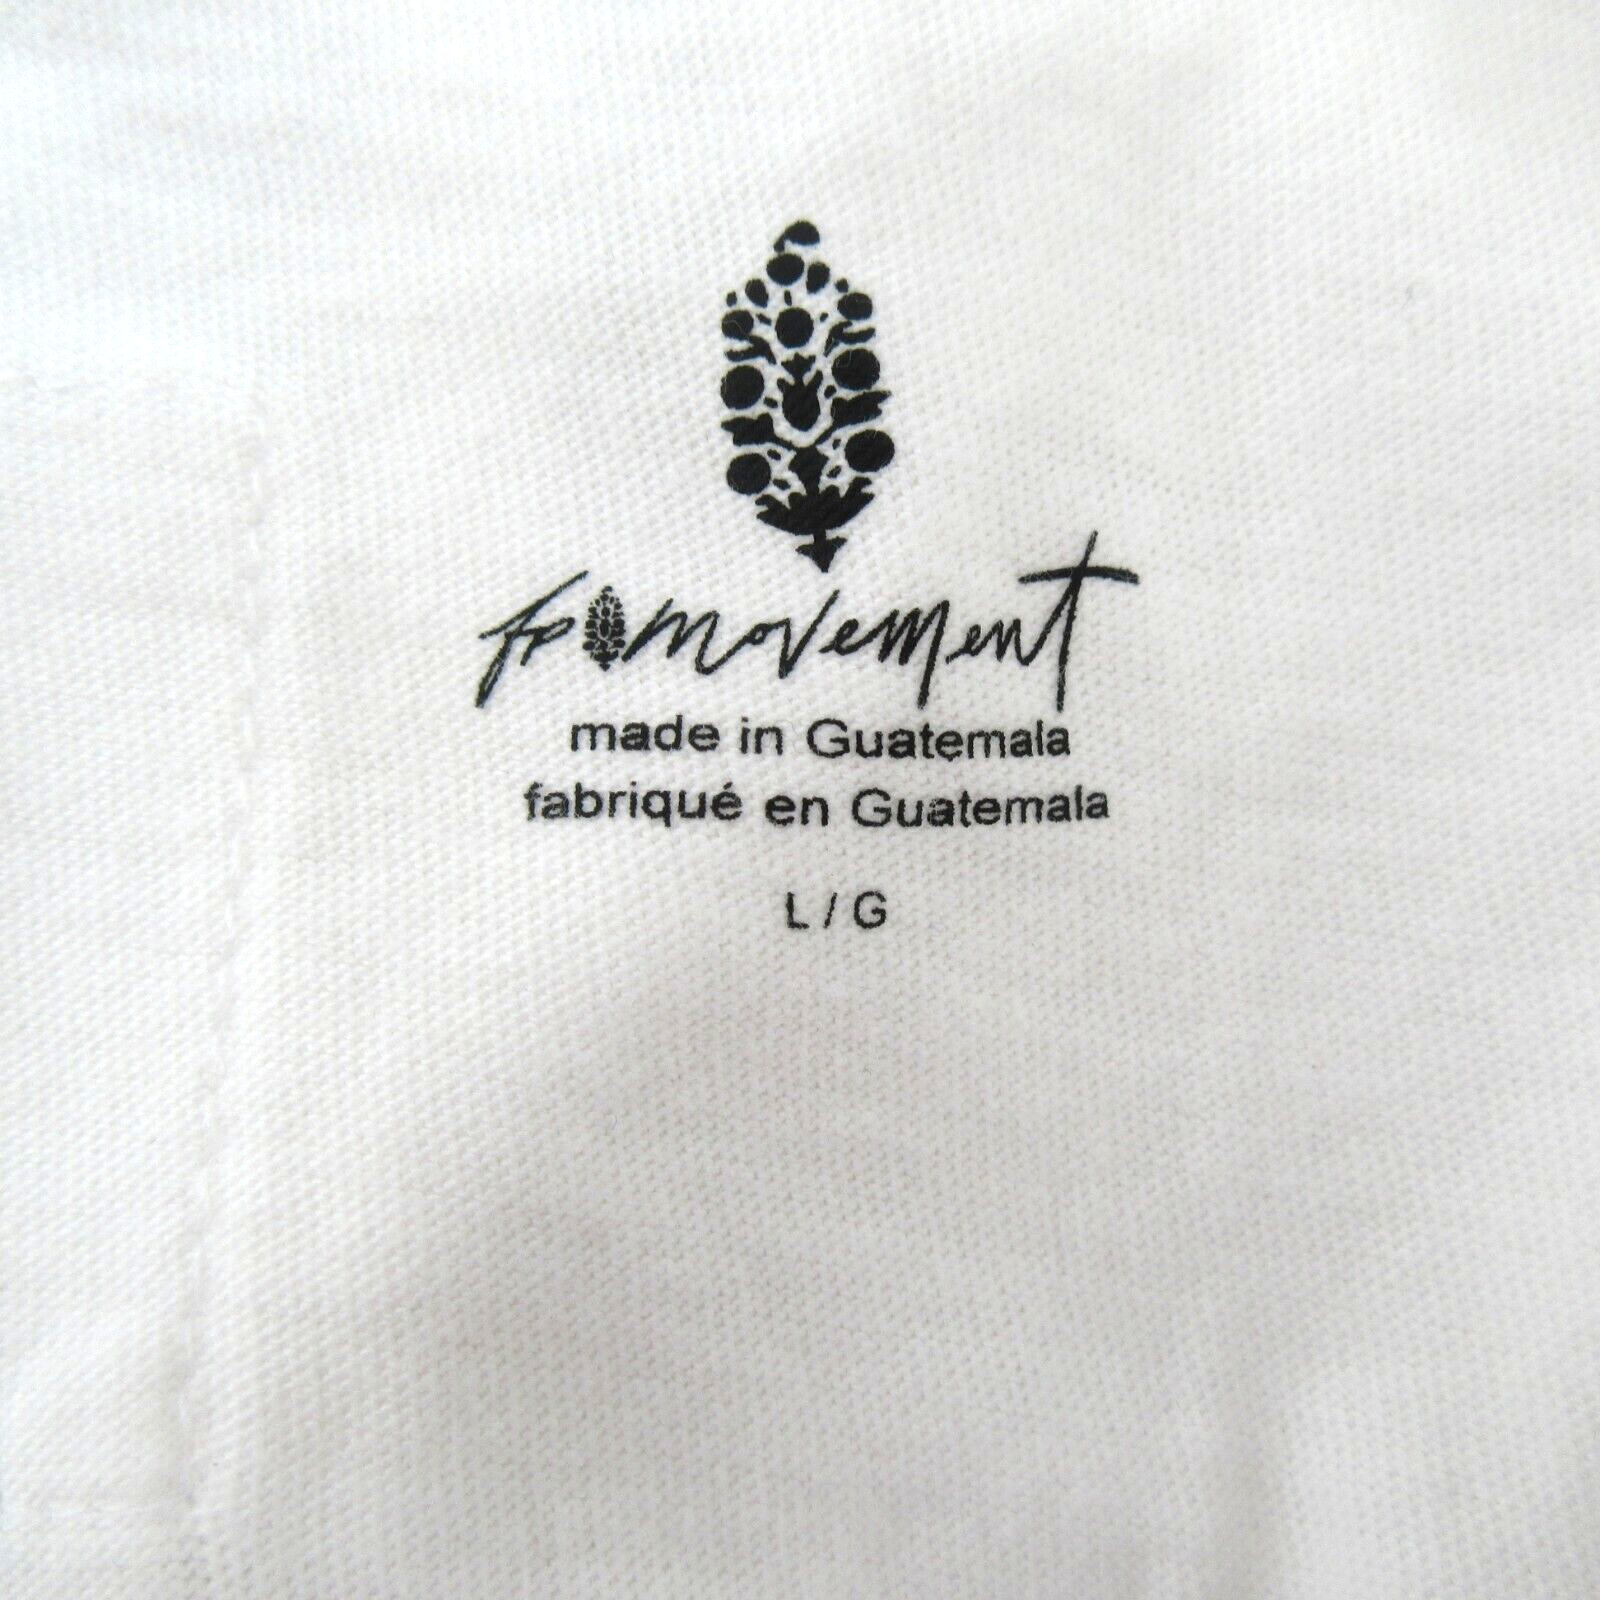 fp movement
made in Guatemala
fabriqué en Guatemala
L / G